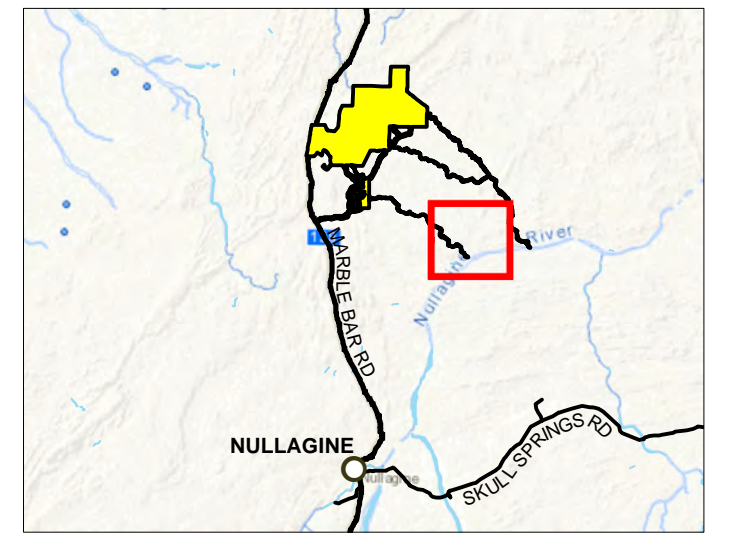 River
Nullagine
MARBLE BAR RD
NULLAGINE
Nullagine
SKULL SPRINGS RD